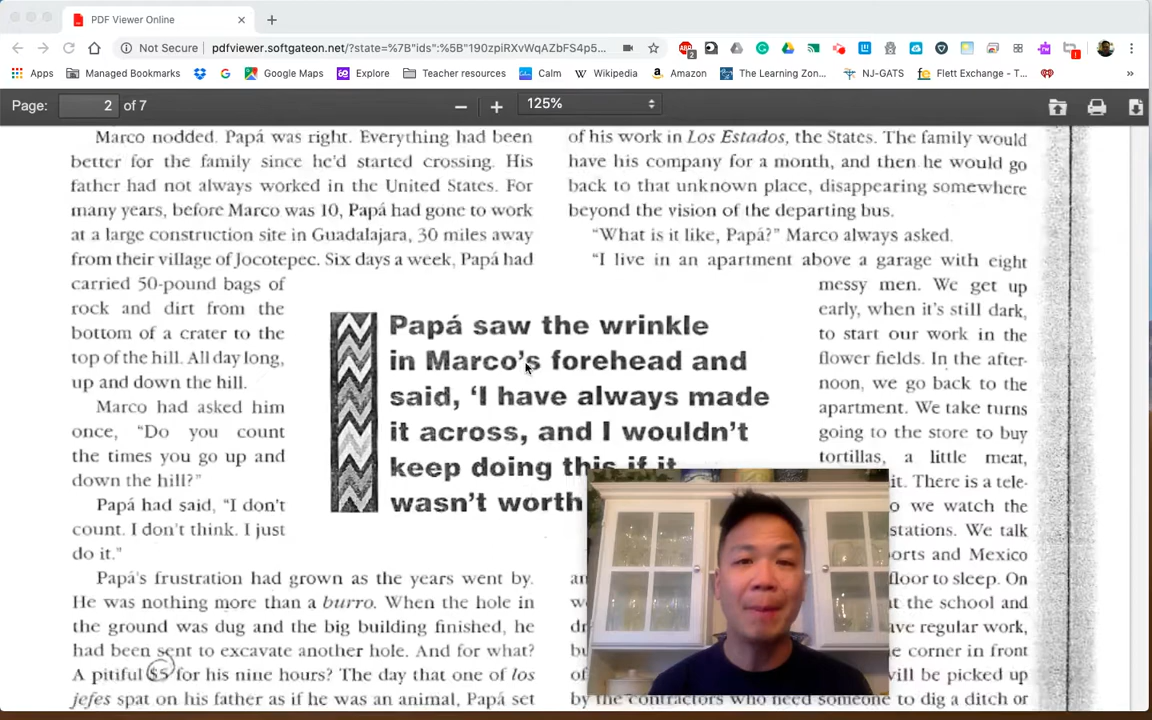 PDF Viewer Online
Not Secure
pdfviewer.softgateon.net/?state=%7B"ids":%5B"190zpiRXvWqAZbFS4p5...
Apps
Managed Bookmarks
Google Maps
Explore
Teacher resources
Calm
Wikipedia
Amazon
The Learning Zon...
NJ-GATS
Flett Exchange - T...
Page: 2 of 7
125%
Marco nodded. Papá was right. Everything had been
better for the family since he'd started crossing. His
father had not always worked in the United States. For
many years, before Marco was 10, Papá had gone to work
at a large construction site in Guadalajara, 30 miles away
from their village of Jocotepec. Six days a week, Papá had
carried 50-pound bags of
rock and dirt from the
bottom of a crater to the
top of the hill. All day long,
up and down the hill.
Marco had asked him
once, “Do you count
the times you go up and
down the hill?”
Papá had said, “I don't
count. I don't think. I just
do it.”
Papá's frustration had grown as the years went by.
He was nothing more than a burro. When the hole in
the ground was dug and the big building finished, he
had been sent to excavate another hole. And for what?
A pitiful $5 for his nine hours? The day that one of los
jefes spat on his father as if he was an animal, Papá set
Papá saw the wrinkle
in Marco’s forehead and
said, ‘I have always made
it across, and I wouldn’t
keep doing this if it
wasn’t worth
of his work in Los Estados, the States. The family would
have his company for a month, and then he would go
back to that unknown place, disappearing somewhere
beyond the vision of the departing bus.
“What is it like, Papá?” Marco always asked.
“I live in an apartment above a garage with eight
messy men. We get up
early, when it's still dark,
to start our work in the
flower fields. In the after-
noon, we go back to the
apartment. We take turns
going to the store to buy
tortillas, a little meat,
it. There is a tele-
we watch the
stations. We talk
and Mexico
floor to sleep. On
the school and
regular work,
corner in front
of will be picked up
by the contractors who need someone to dig a ditch or